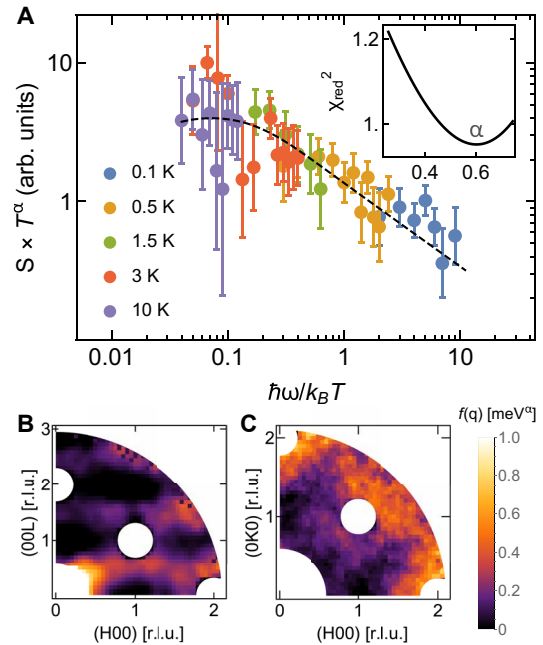 A
10
1
S × T^α (arb. units)
0.1 K
0.5 K
1.5 K
3 K
10 K
0.01
0.1
1
10
ħω/k_BT
1.2
1.1
χ_red^2
α
0.4
0.6
B
3
2
1
0
(00L) [r.l.u.]
0
1
2
(H00) [r.l.u.]
C
2
1
0
(0K0) [r.l.u.]
0
1
2
(H00) [r.l.u.]
f(q) [meV^α]
1.0
0.8
0.6
0.4
0.2
0